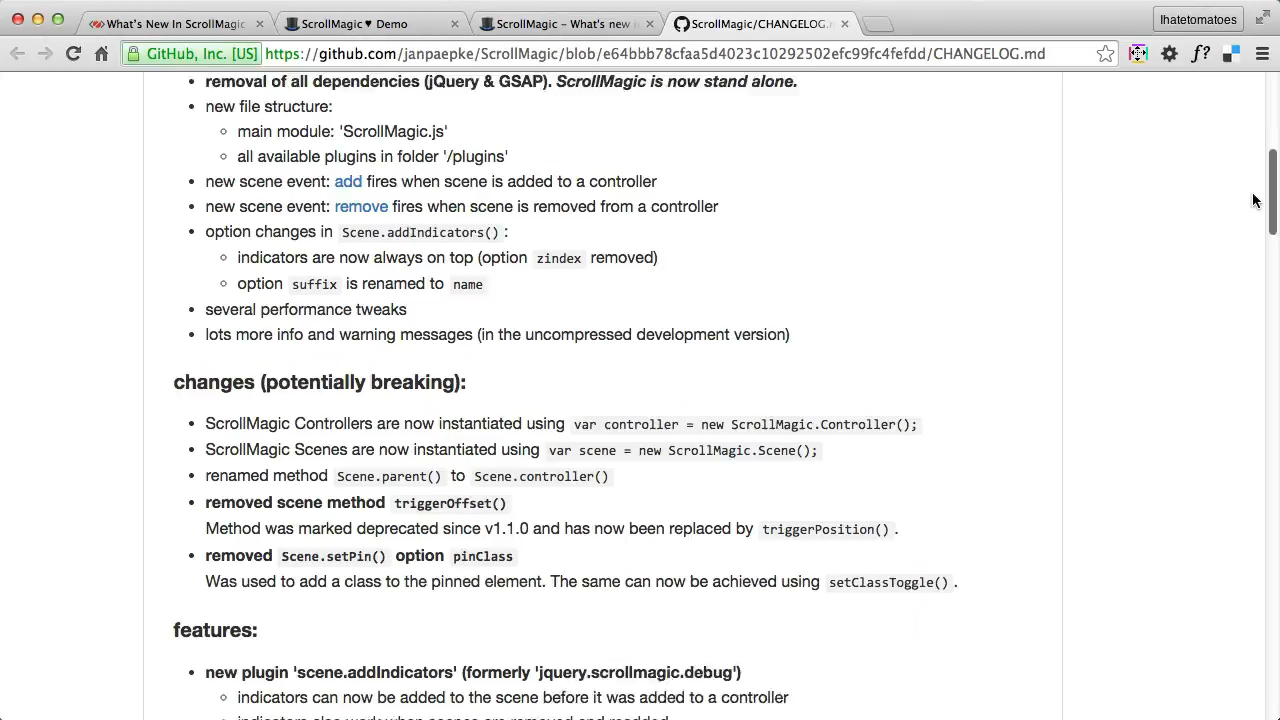 What's New In ScrollMagic
ScrollMagic ♥ Demo
ScrollMagic – What's new
ScrollMagic/CHANGELOG.m
Ihatetomatoes
GitHub, Inc. [US]
https://github.com/janpaepke/ScrollMagic/blob/e64bbb78cfaa5d4023c10292502efc99fc4fefdd/CHANGELOG.md
f?
• removal of all dependencies (jQuery & GSAP). ScrollMagic is now stand alone.
• new file structure:
◦ main module: 'ScrollMagic.js'
◦ all available plugins in folder '/plugins'
• new scene event: add fires when scene is added to a controller
• new scene event: remove fires when scene is removed from a controller
• option changes in Scene.addIndicators() :
◦ indicators are now always on top (option zindex removed)
◦ option suffix is renamed to name
• several performance tweaks
• lots more info and warning messages (in the uncompressed development version)
changes (potentially breaking):
• ScrollMagic Controllers are now instantiated using var controller = new ScrollMagic.Controller();
• ScrollMagic Scenes are now instantiated using var scene = new ScrollMagic.Scene();
• renamed method Scene.parent() to Scene.controller()
• removed scene method triggerOffset()
Method was marked deprecated since v1.1.0 and has now been replaced by triggerPosition() .
• removed Scene.setPin() option pinClass
Was used to add a class to the pinned element. The same can now be achieved using setClassToggle() .
features:
• new plugin 'scene.addIndicators' (formerly 'jquery.scrollmagic.debug')
◦ indicators can now be added to the scene before it was added to a controller
◦ indicators also work when scenes are removed and readded